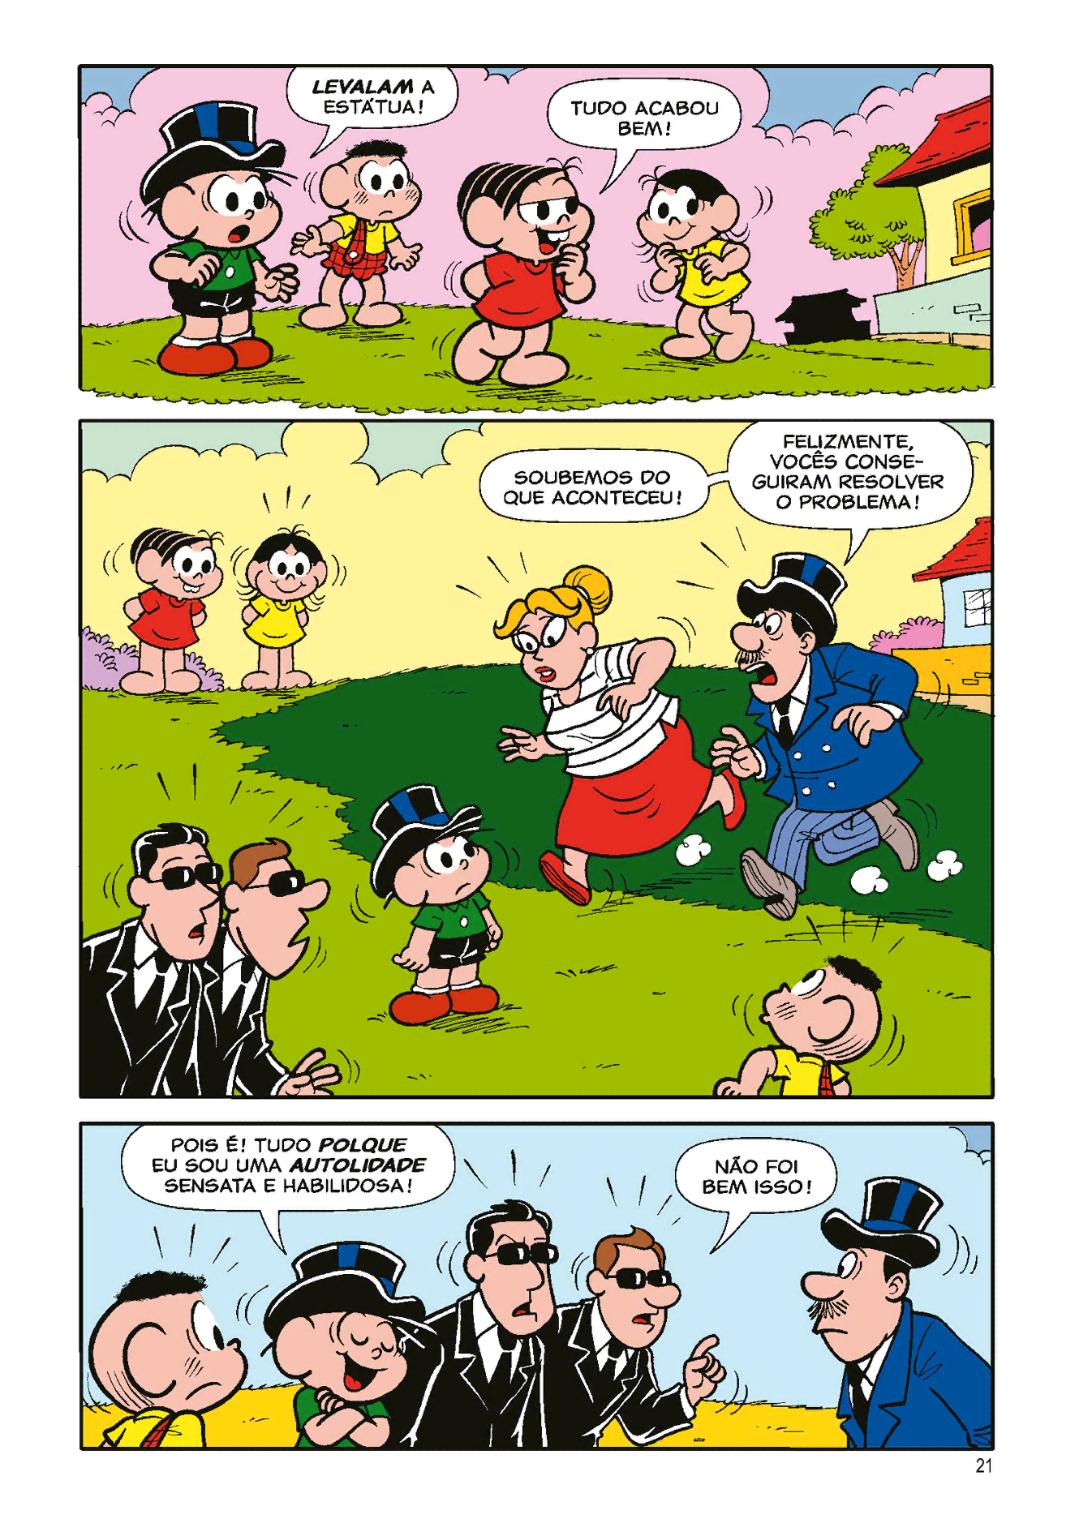 LEVALAM A
ESTÁTUA!
TUDO ACABOU
BEM!
SOUBEMOS DO
QUE ACONTECEU!
FELIZMENTE,
VOCÊS CONSE-
GUIRAM RESOLVER
O PROBLEMA!
POIS É! TUDO POLQUE
EU SOU UMA AUTOLIDADE
SENSATA E HABILIDOSA!
NÃO FOI
BEM ISSO!
21